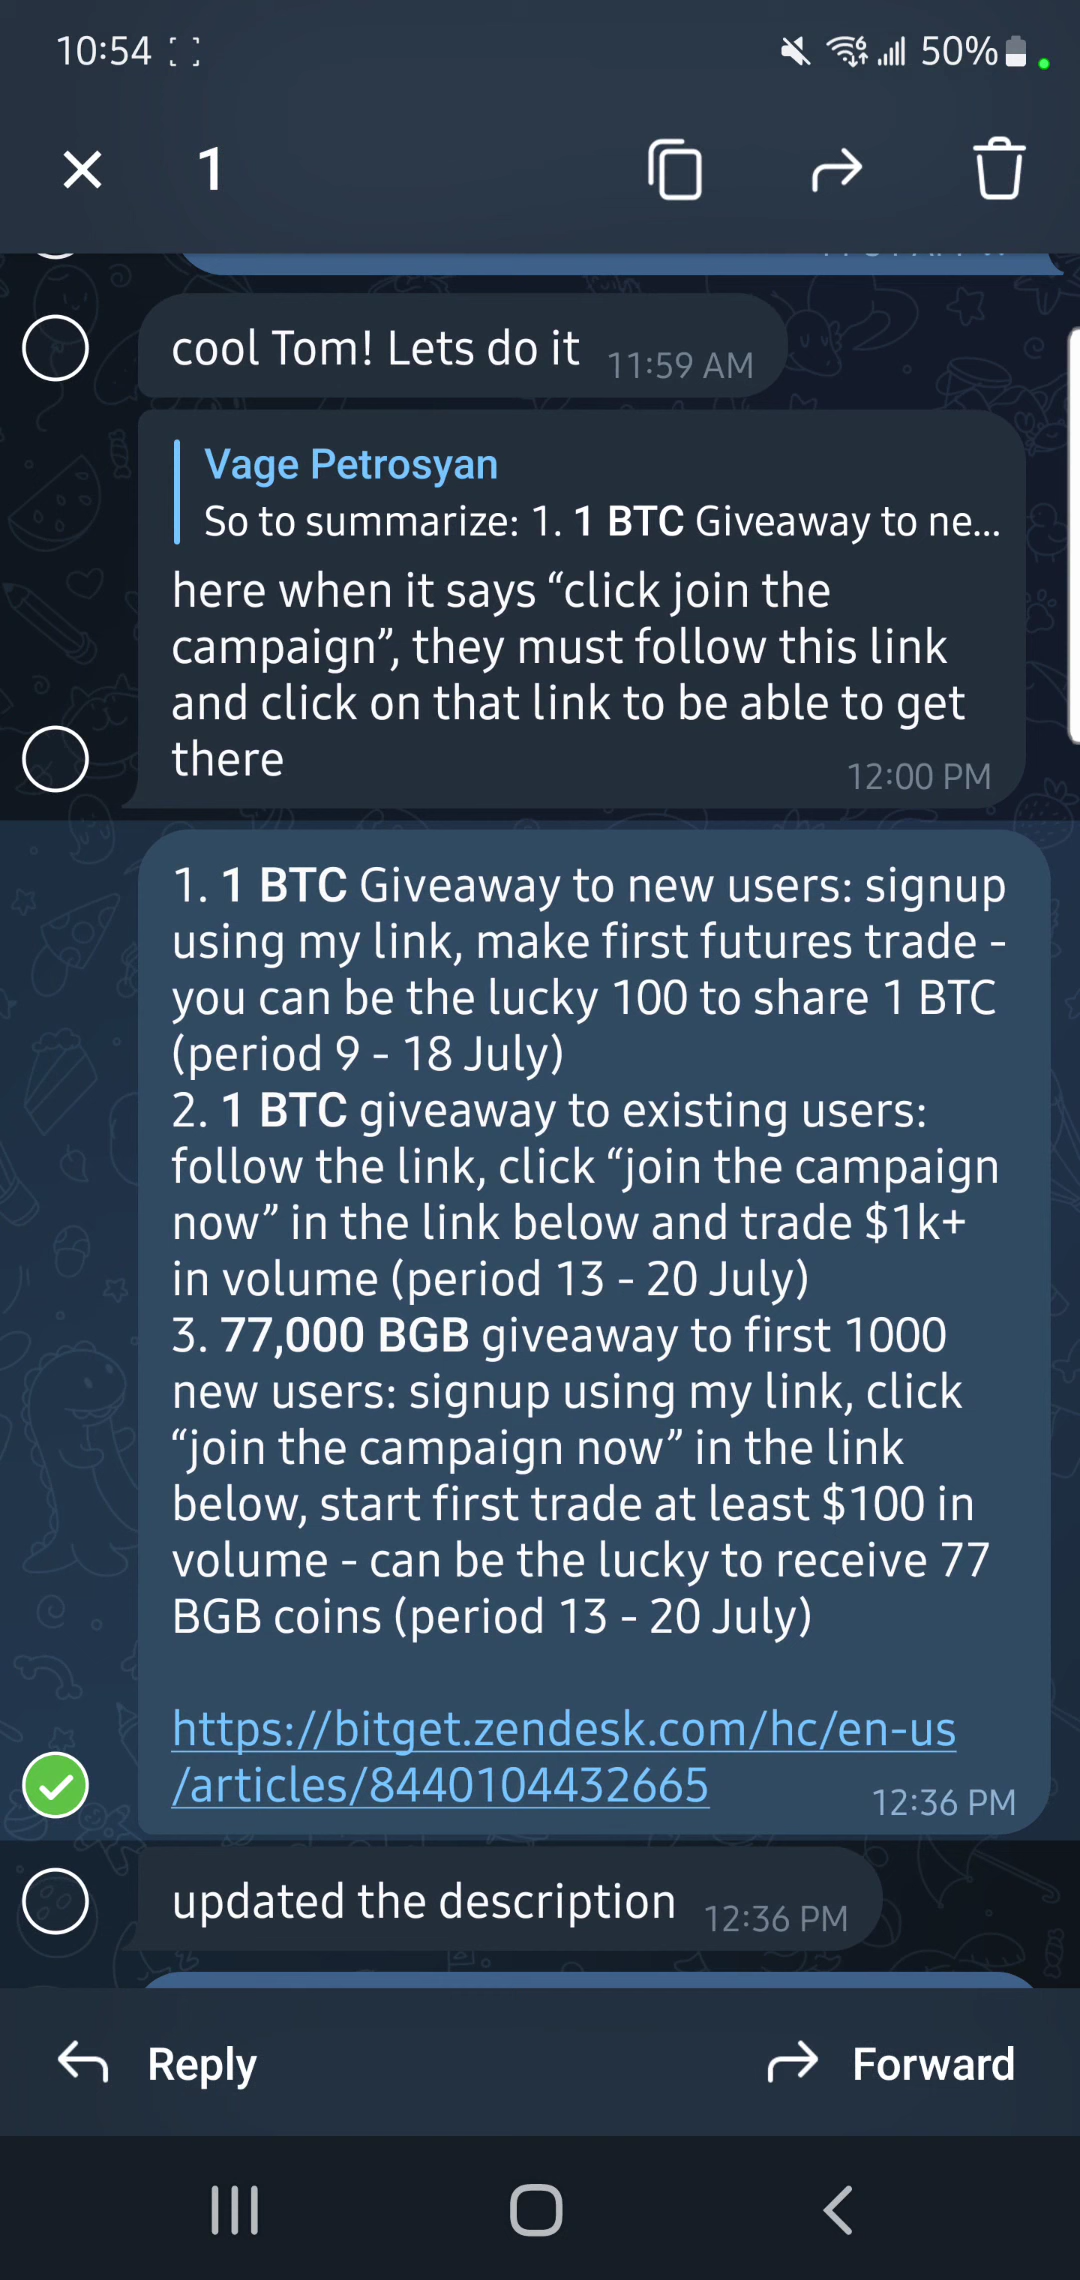 10:54
50%
1
cool Tom! Lets do it 11:59 AM
Vage Petrosyan
So to summarize: 1. 1 BTC Giveaway to ne...
here when it says “click join the
campaign”, they must follow this link
and click on that link to be able to get
there
12:00 PM
1. 1 BTC Giveaway to new users: signup
using my link, make first futures trade -
you can be the lucky 100 to share 1 BTC
(period 9 - 18 July)
2. 1 BTC giveaway to existing users:
follow the link, click “join the campaign
now” in the link below and trade $1k+
in volume (period 13 - 20 July)
3. 77,000 BGB giveaway to first 1000
new users: signup using my link, click
“join the campaign now” in the link
below, start first trade at least $100 in
volume - can be the lucky to receive 77
BGB coins (period 13 - 20 July)
https://bitget.zendesk.com/hc/en-us
/articles/8440104432665
12:36 PM
updated the description 12:36 PM
Reply
Forward